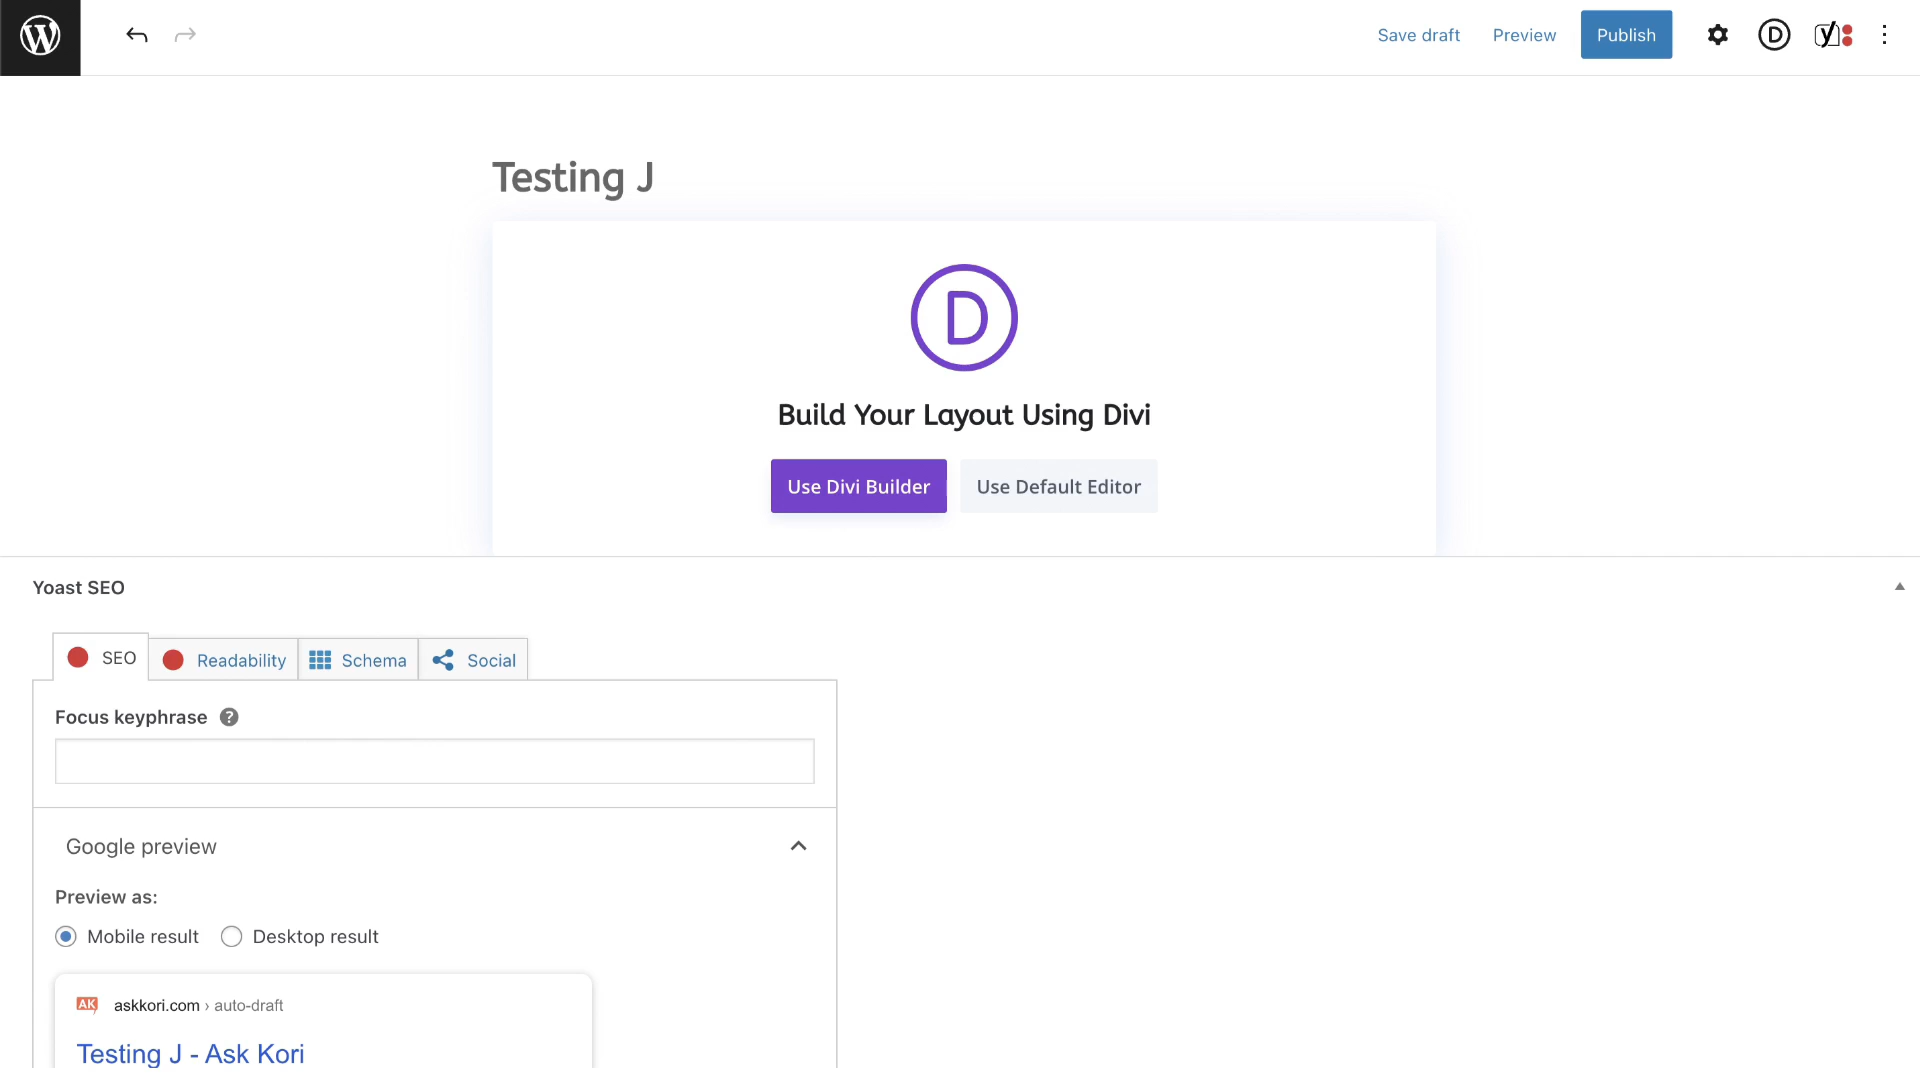 Save draft Preview Publish
Testing J
Build Your Layout Using Divi
Use Divi Builder Use Default Editor
Yoast SEO
SEO Readability Schema Social
Focus keyphrase ?
Google preview
Preview as:
Mobile result Desktop result
AK askkori.com › auto-draft
Testing J - Ask Kori